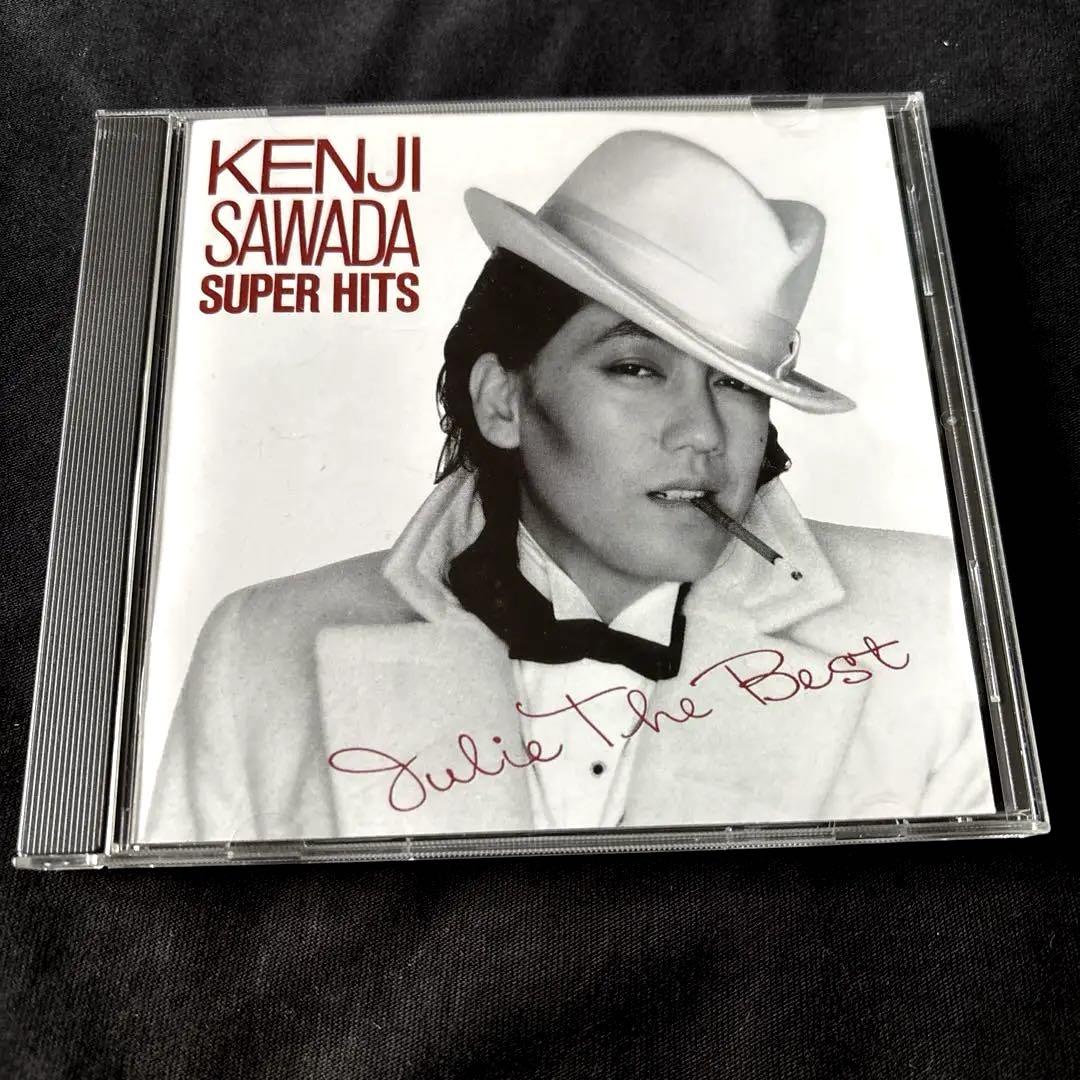 KENJI
SAWADA
SUPER HITS
Julie The Best